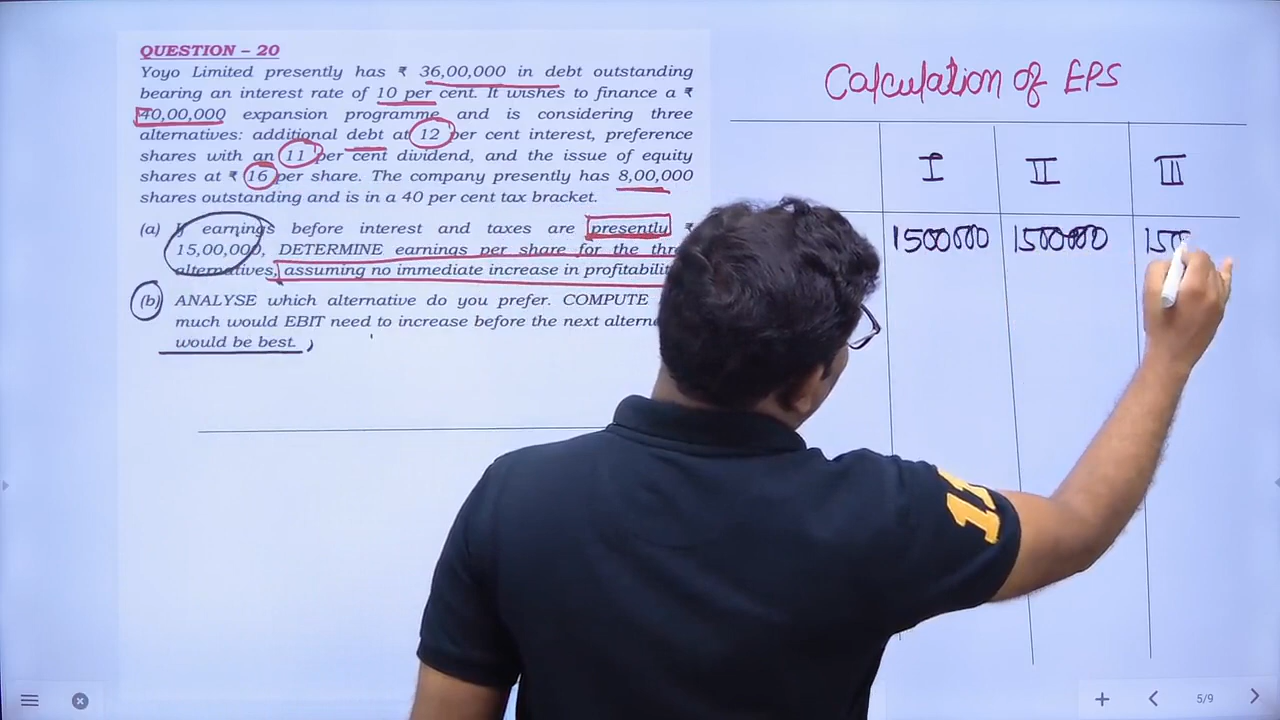 QUESTION – 20
Yoyo Limited presently has ₹ 36,00,000 in debt outstanding
bearing an interest rate of 10 per cent. It wishes to finance a ₹
40,00,000 expansion programme and is considering three
alternatives: additional debt at 12 per cent interest, preference
shares with an 11 per cent dividend, and the issue of equity
shares at ₹ 16 per share. The company presently has 8,00,000
shares outstanding and is in a 40 per cent tax bracket.
(a) If earnings before interest and taxes are presently ₹
15,00,000, DETERMINE earnings per share for the
alternatives, assuming no immediate increase in
(b) ANALYSE which alternative do you prefer. COMPUTE
much would EBIT need to increase before the next
would be best.
Calculation of EPS
I II III
1500000 1500000 150
11
5/9